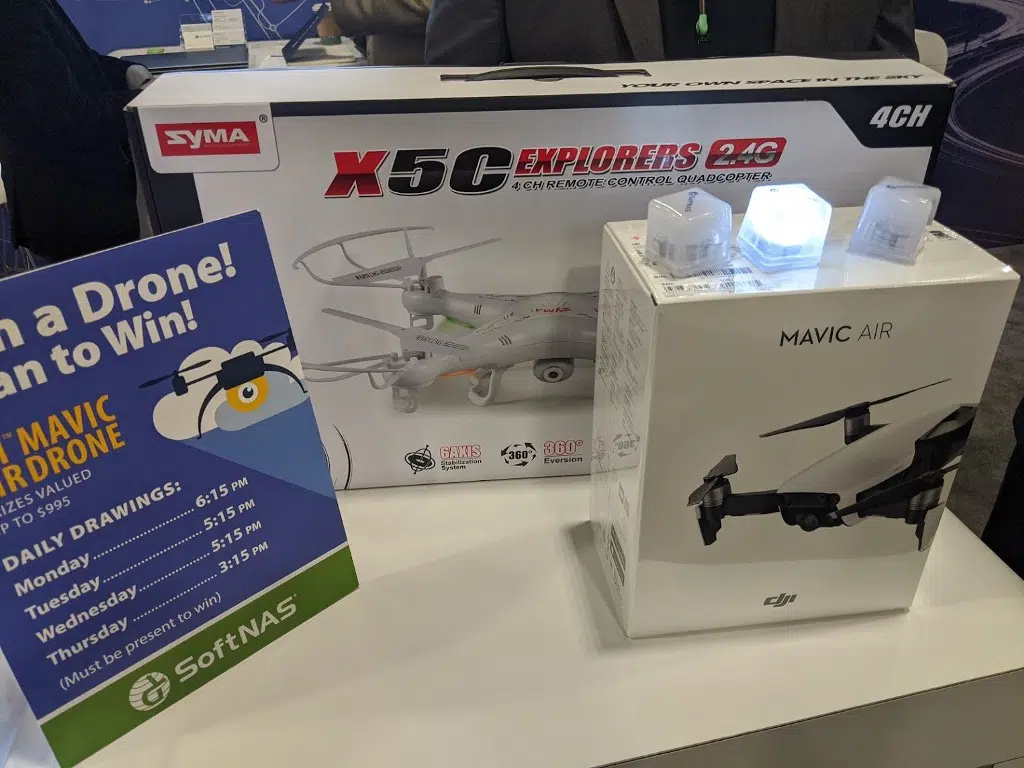 YOUR OWN SPACE IN THE SKY
SYMA®
4CH
X5C EXPLORERS 2.4G
4 CH REMOTE CONTROL QUADCOPTER
6AXIS
Stabilization
System
360°
360°
Eversion
MAVIC AIR
dji
n a Drone!
an to Win!
MAVIC
IR DRONE
IZES VALUED
P TO $995
DAILY DRAWINGS:
Monday 6:15 PM
Tuesday 5:15 PM
Wednesday 5:15 PM
Thursday 3:15 PM
(Must be present to win)
SoftNAS